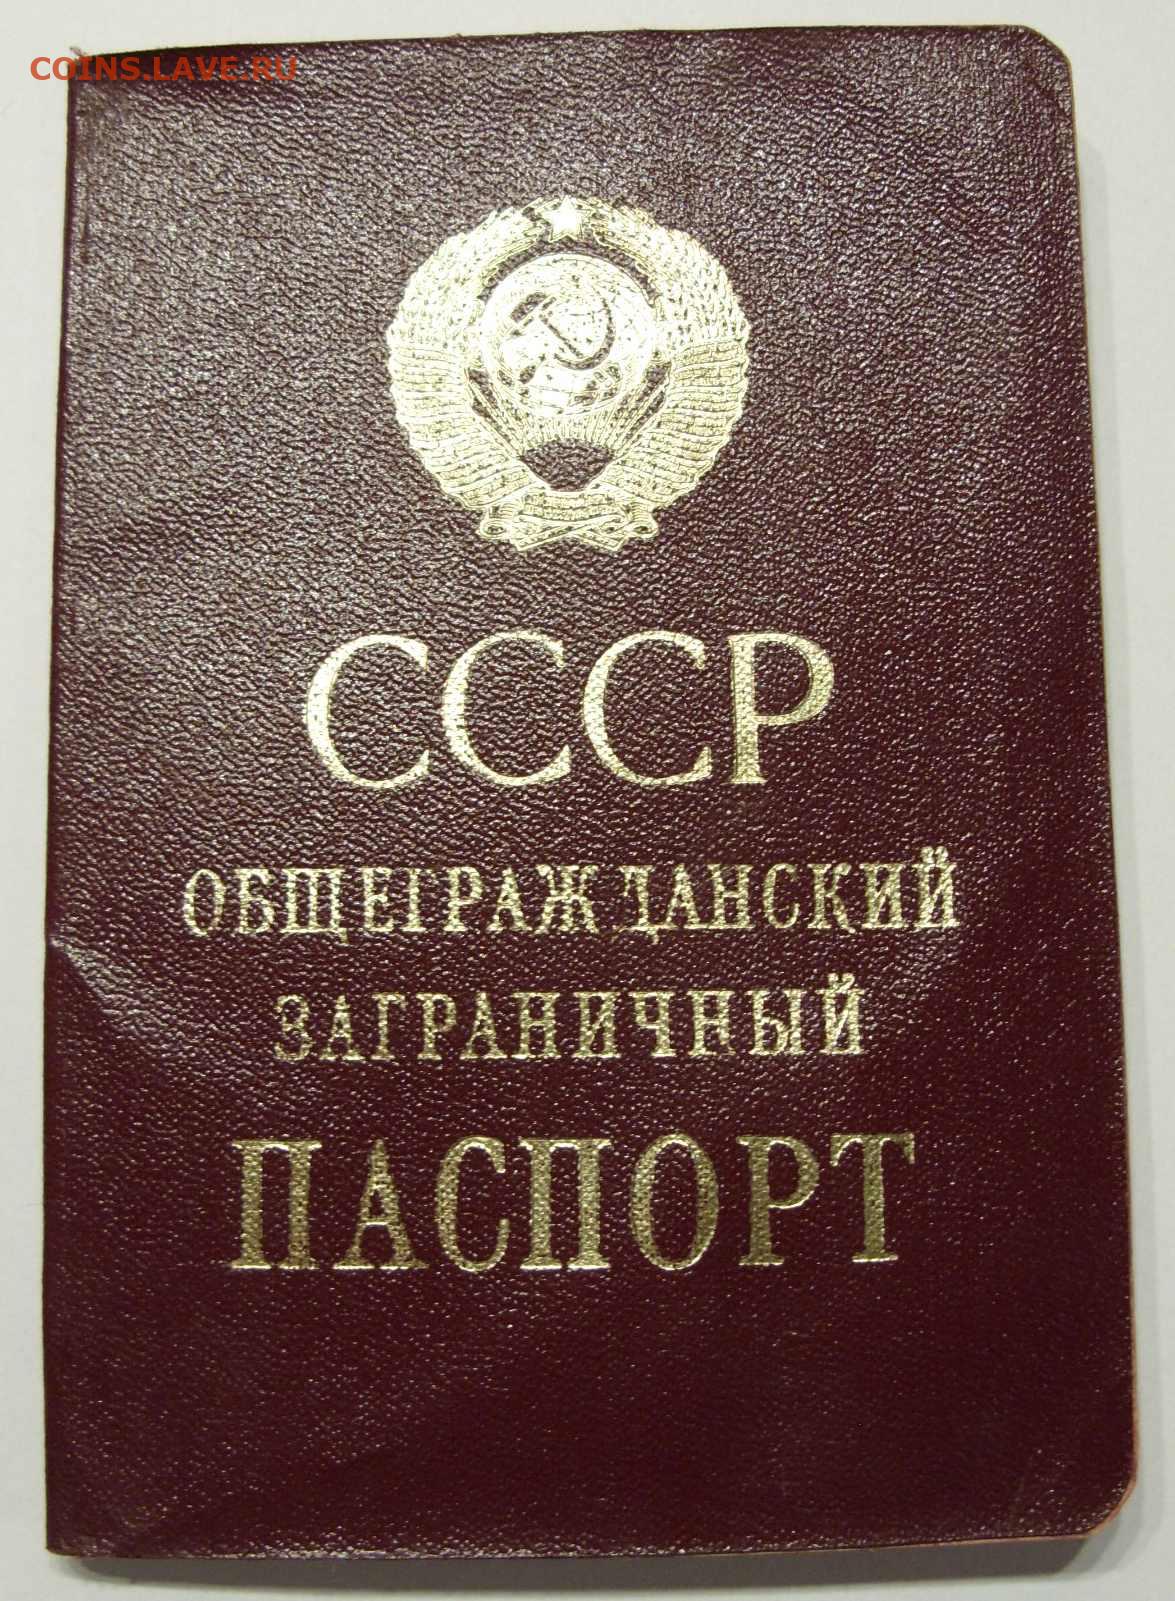 COINS.LAVE.RU
СССР
ОБЩЕГРАЖДАНСКИЙ
ЗАГРАНИЧНЫЙ
ПАСПОРТ